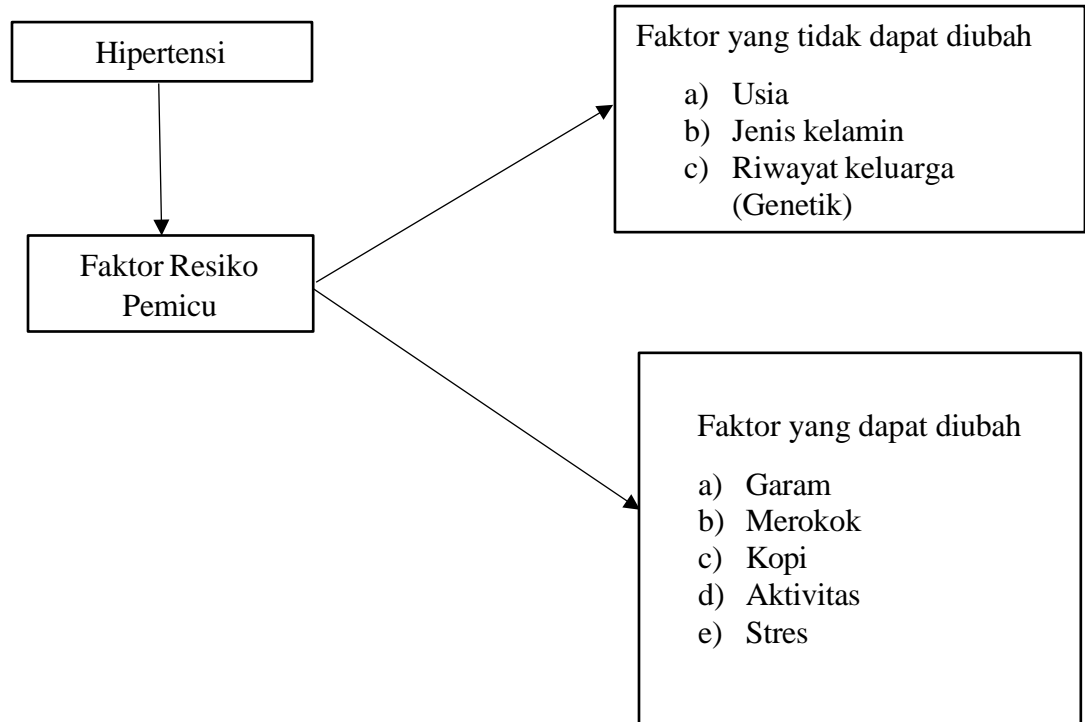 Hipertensi
Faktor Resiko
Pemicu
Faktor yang tidak dapat diubah
a) Usia
b) Jenis kelamin
c) Riwayat keluarga
(Genetik)
Faktor yang dapat diubah
a) Garam
b) Merokok
c) Kopi
d) Aktivitas
e) Stres